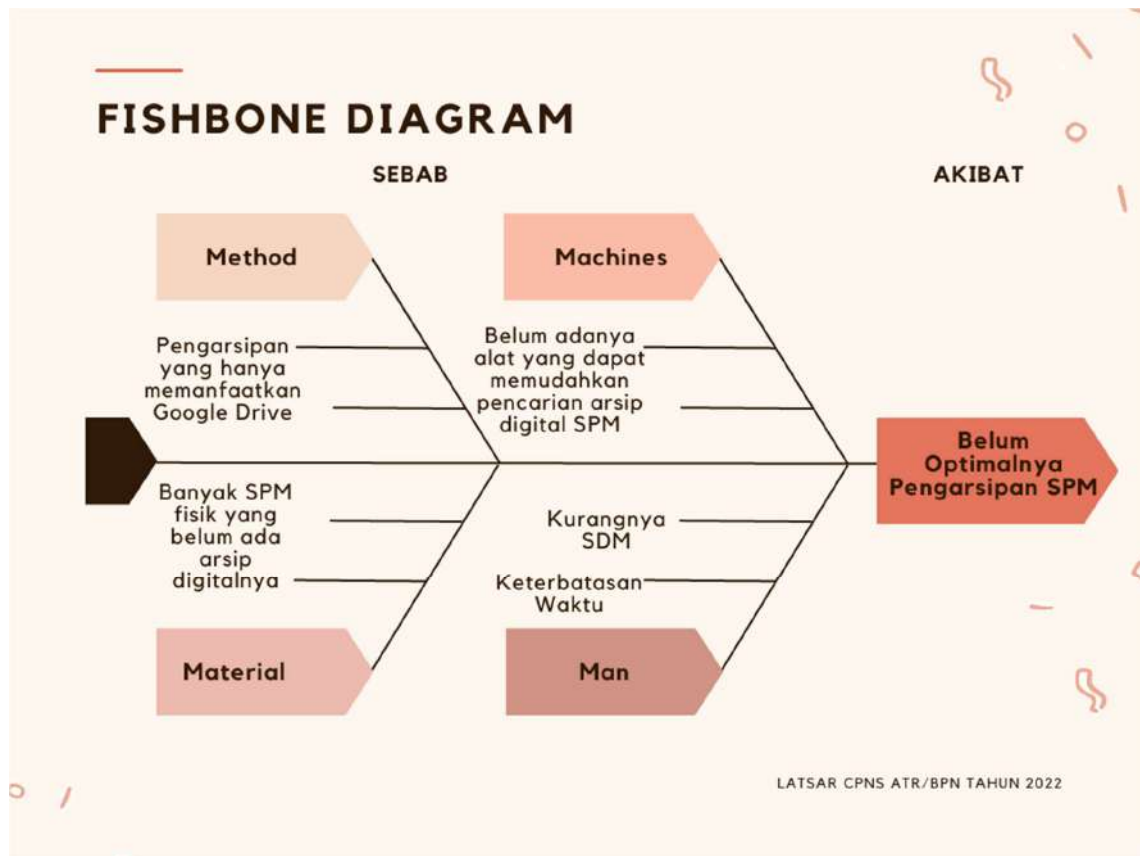 FISHBONE DIAGRAM
SEBAB
AKIBAT
Method
Machines
Pengarsipan
yang hanya
memanfaatkan
Google Drive
Belum adanya
alat yang dapat
memudahkan
pencarian arsip
digital SPM
Belum
Optimalnya
Pengarsipan SPM
Banyak SPM
fisik yang
belum ada
arsip
digitalnya
Kurangnya
SDM
Keterbatasan
Waktu
Material
Man
LATSAR CPNS ATR/BPN TAHUN 2022